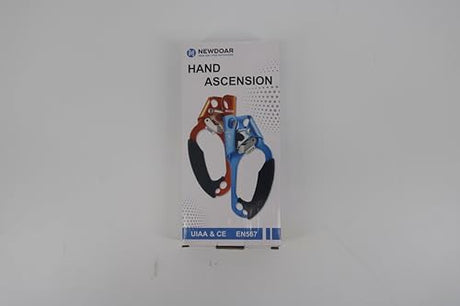 NEWDOAR
HAND
ASCENSION
UIAA & CE EN567